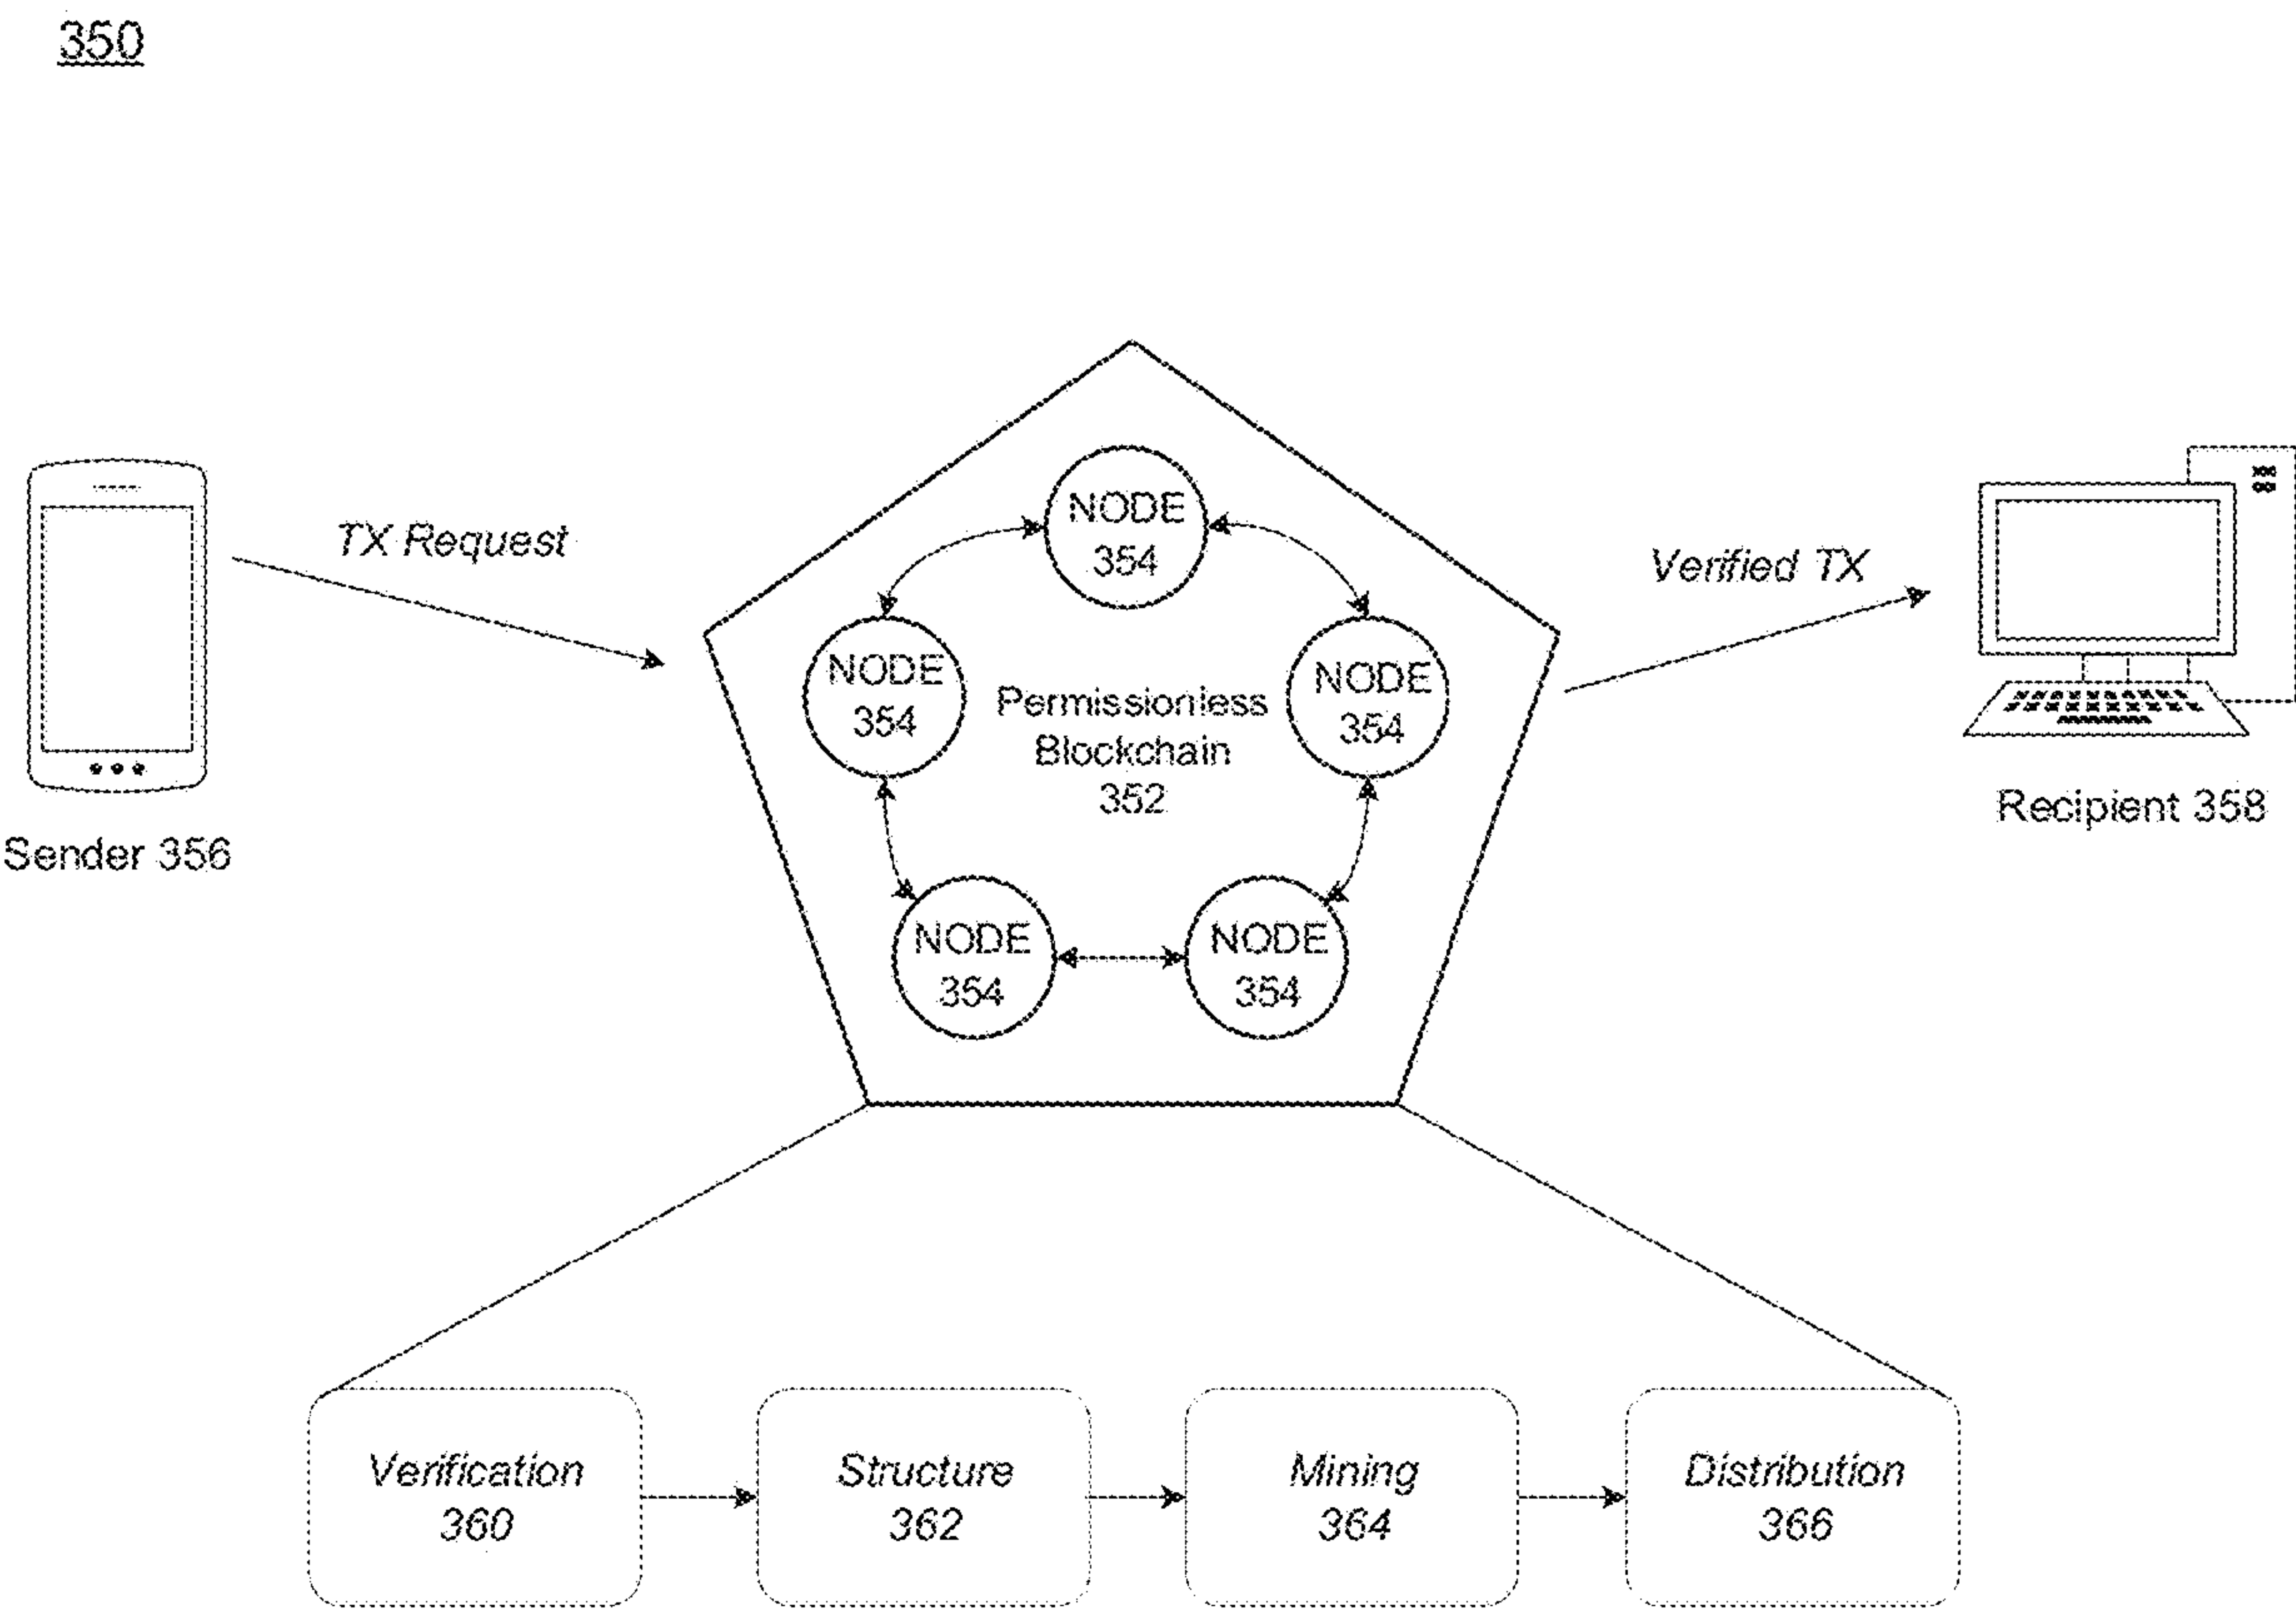 350
NODE
354
TX Request
Verified TX
NODE
354
Permissionless
Blockchain
352
NODE
354
Sender 356
Recipient 358
NODE
354
NODE
354
Verification
360
Structure
362
Mining
364
Distribution
366